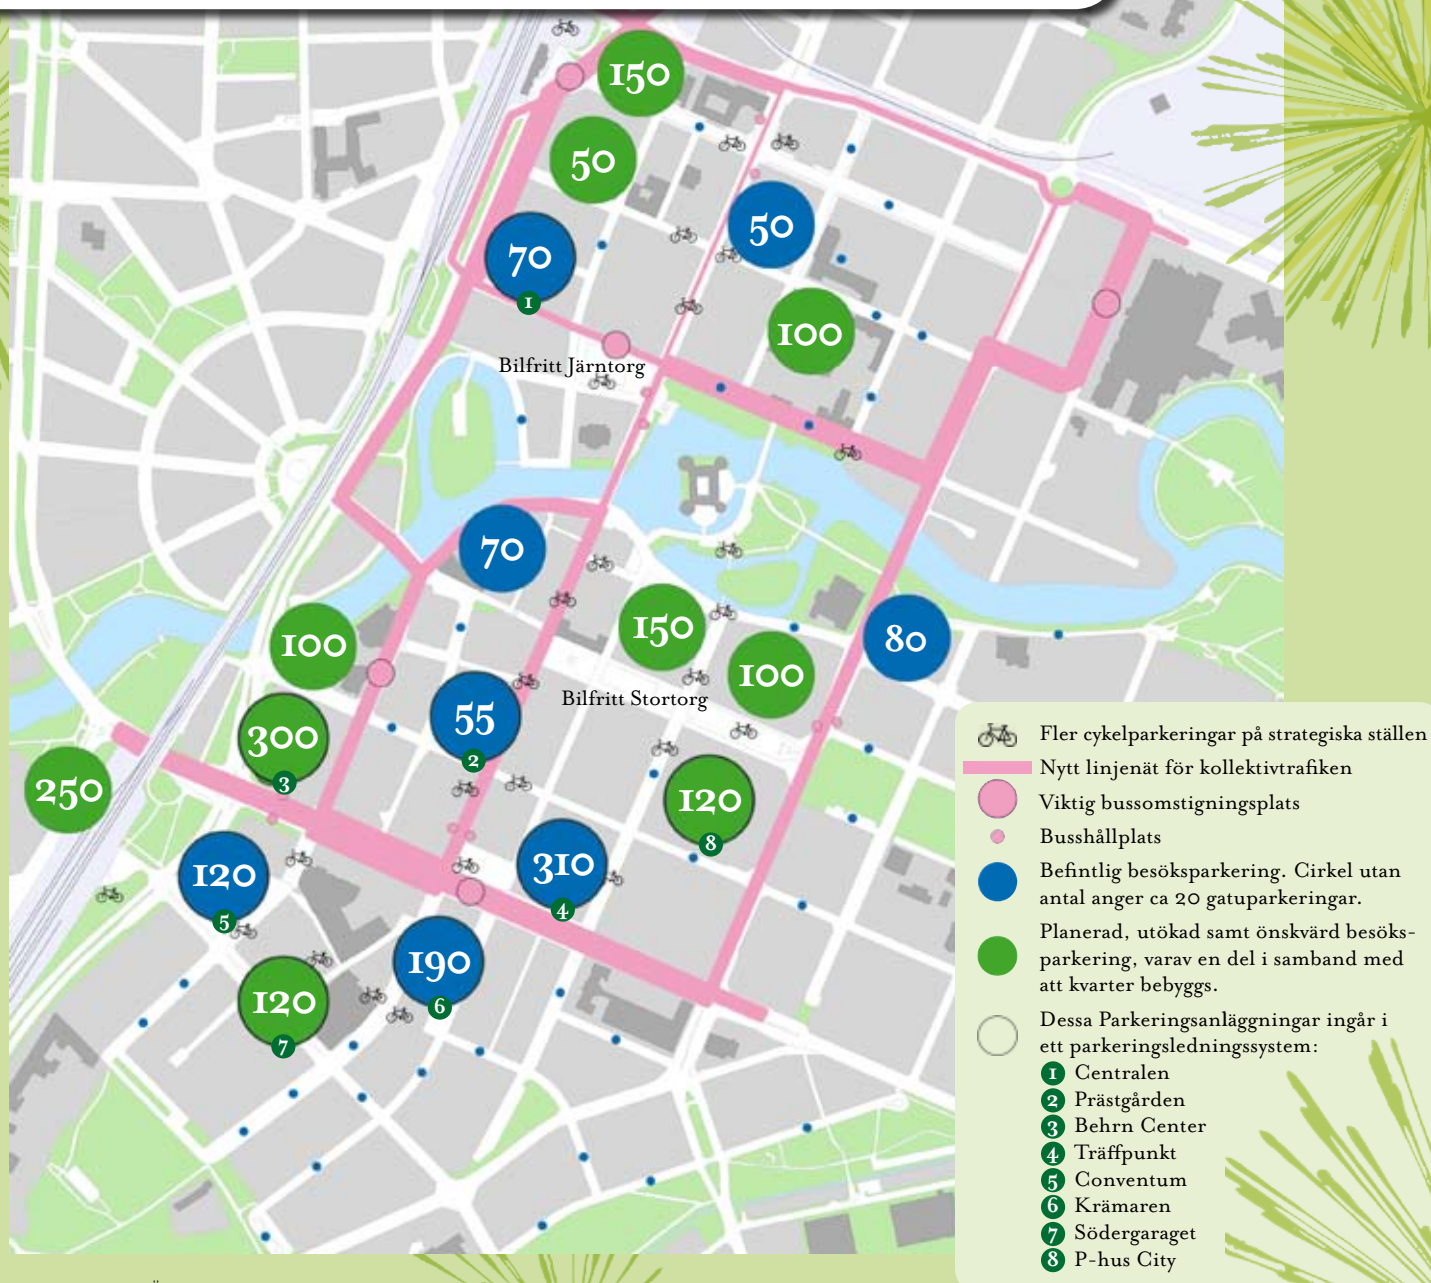 150
50
50
70
1
100
Bilfritt Järntorg
70
150
80
100
100
Bilfritt Stortorg
55
2
300
3
250
120
8
310
4
120
5
190
6
120
7
Fler cykelparkeringar på strategiska ställen
Nytt linjenät för kollektivtrafiken
Viktig bussomstigningsplats
Busshållplats
Befintlig besöksparkering. Cirkel utan
antal anger ca 20 gatuparkeringar.
Planerad, utökad samt önskvärd besöks-
parkering, varav en del i samband med
att kvarter bebyggs.
Dessa Parkeringsanläggningar ingår i
ett parkeringsledningssystem:
1 Centralen
2 Prästgården
3 Behrn Center
4 Träffpunkt
5 Conventum
6 Krämaren
7 Södergaraget
8 P-hus City